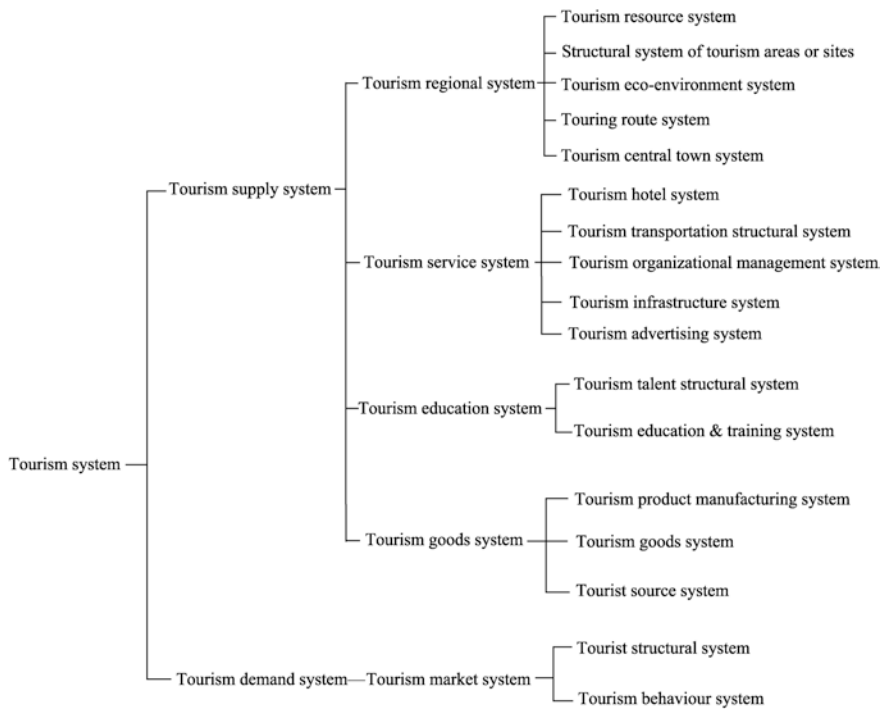 Tourism system
Tourism supply system
Tourism regional system
Tourism resource system
Structural system of tourism areas or sites
Tourism eco-environment system
Touring route system
Tourism central town system
Tourism service system
Tourism hotel system
Tourism transportation structural system
Tourism organizational management system
Tourism infrastructure system
Tourism advertising system
Tourism education system
Tourism talent structural system
Tourism education & training system
Tourism goods system
Tourism product manufacturing system
Tourism goods system
Tourist source system
Tourism demand system
Tourism market system
Tourist structural system
Tourism behaviour system